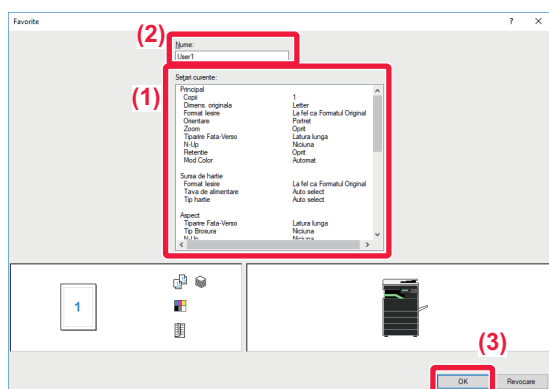 Favorite
? ×
(2)
Nume:
User1
(1)
Setari curente:
Principal
Copii 1
Dimens. originala Letter
Format Iesire La fel ca Formatul Original
Orientare Portret
Zoom Oprit
Tiparire Fata-Verso Latura lunga
N-Up Niciuna
Retentie Oprit
Mod Color Automat
Sursa de hartie
Format Iesire La fel ca Formatul Original
Tava de alimentare Auto select
Tip hartie Auto select
Aspect
Tiparire Fata-Verso Latura lunga
Tip Brosura Niciuna
N-Up Niciuna
1
(3)
OK Revocare